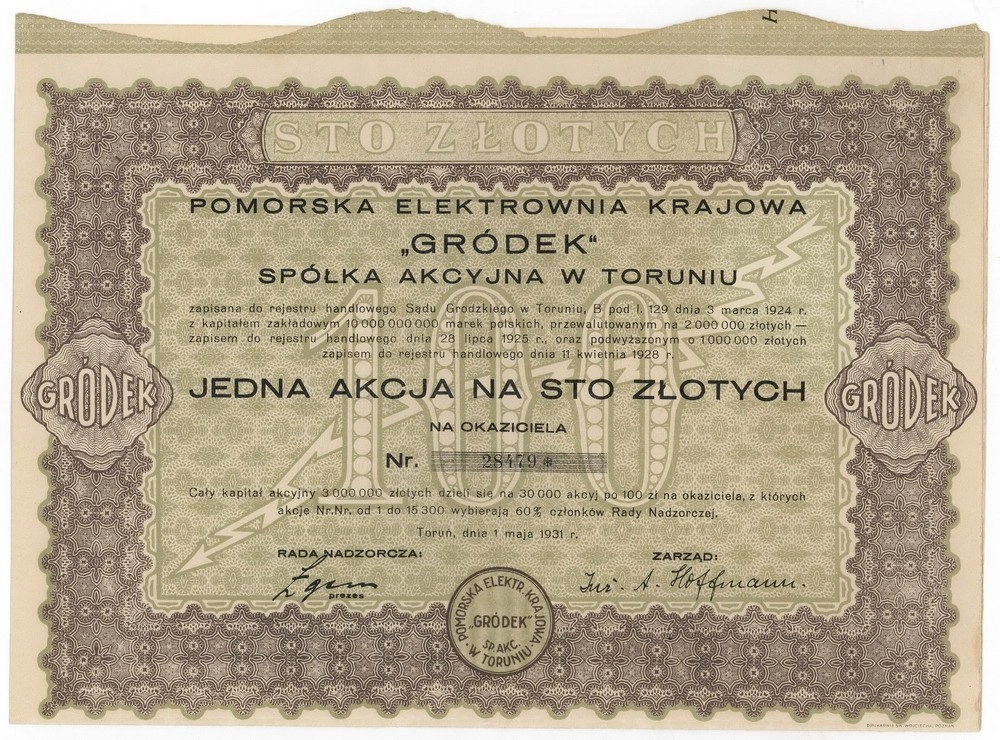 H
STO ZŁOTYCH
POMORSKA ELEKTROWNIA KRAJOWA
„GRÓDEK“
SPÓŁKA AKCYJNA W TORUNIU
zapisana do rejestru handlowego Sądu Grodzkiego w Toruniu, B pod l. 129 dnia 3 marca 1924 r.
z kapitałem zakładowym 10 000 000 000 marek polskich, przewalutowanym na 2 000 000 złotych —
zapisem do rejestru handlowego dnia 28 lipca 1925 r., oraz podwyższonym o 1 000 000 złotych
zapisem do rejestru handlowego dnia 11 kwietnia 1928 r.
100
GRÓDEK
JEDNA AKCJA NA STO ZŁOTYCH
GRÓDEK
NA OKAZICIELA
Nr. 28479*
Cały kapitał akcyjny 3 000 000 złotych dzieli się na 30 000 akcyj po 100 zł na okaziciela, z których
akcje Nr.Nr. od 1 do 15 300 wybierają 60% członków Rady Nadzorczej.
Toruń, dnia 1 maja 1931 r.
RADA NADZORCZA:
prezes
ZARZĄD:
Inż. A. Hoffmann.
POMORSKA ELEKTR. KRAJOWA
„GRÓDEK“
SP. AKC.
W TORUNIU
DRUKARNIA ŚW. WOJCIECHA, POZNAŃ